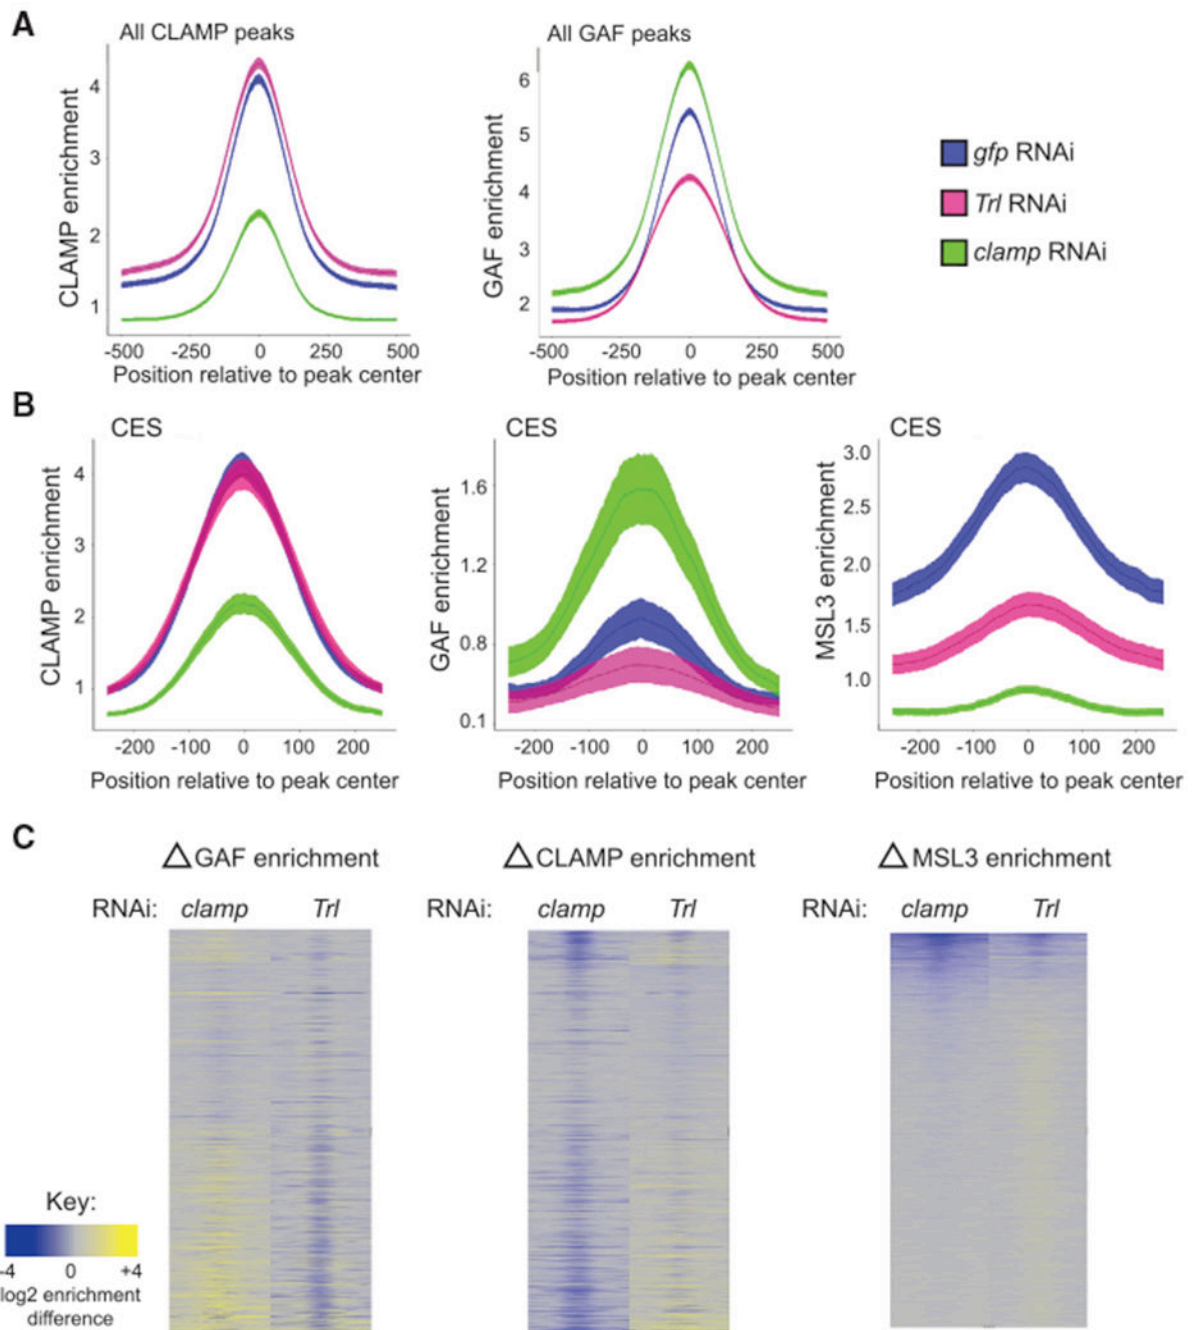 A
All CLAMP peaks
All GAF peaks
CLAMP enrichment
4
3
2
1
-500 -250 0 250 500
Position relative to peak center
GAF enrichment
6
5
4
3
2
-500 -250 0 250 500
Position relative to peak center
gfp RNAi
Trl RNAi
clamp RNAi
B
CES
CLAMP enrichment
4
3
2
1
-200 -100 0 100 200
Position relative to peak center
CES
GAF enrichment
1.6
1.2
0.8
0.1
-200 -100 0 100 200
Position relative to peak center
CES
MSL3 enrichment
3.0
2.5
2.0
1.5
1.0
-200 -100 0 100 200
Position relative to peak center
C
△ GAF enrichment
RNAi: clamp Trl
△ CLAMP enrichment
RNAi: clamp Trl
△ MSL3 enrichment
RNAi: clamp Trl
Key:
-4 0 +4
log2 enrichment
difference